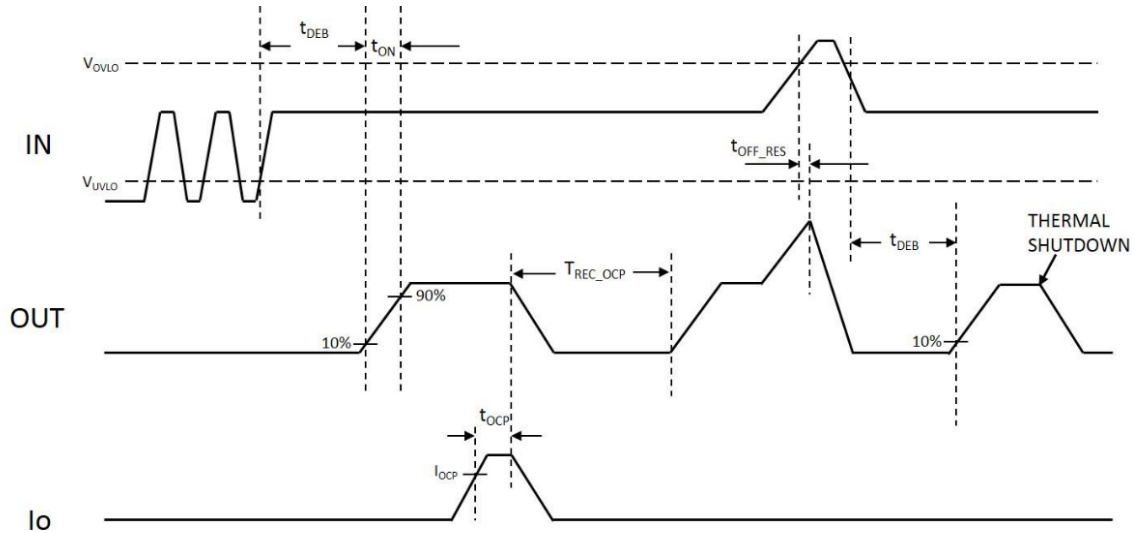 tDEB
tON
VOVLO
IN
tOFF_RES
VUVLO
THERMAL
SHUTDOWN
tDEB
TREC_OCP
90%
OUT
10%
10%
tOCP
IOCP
Io